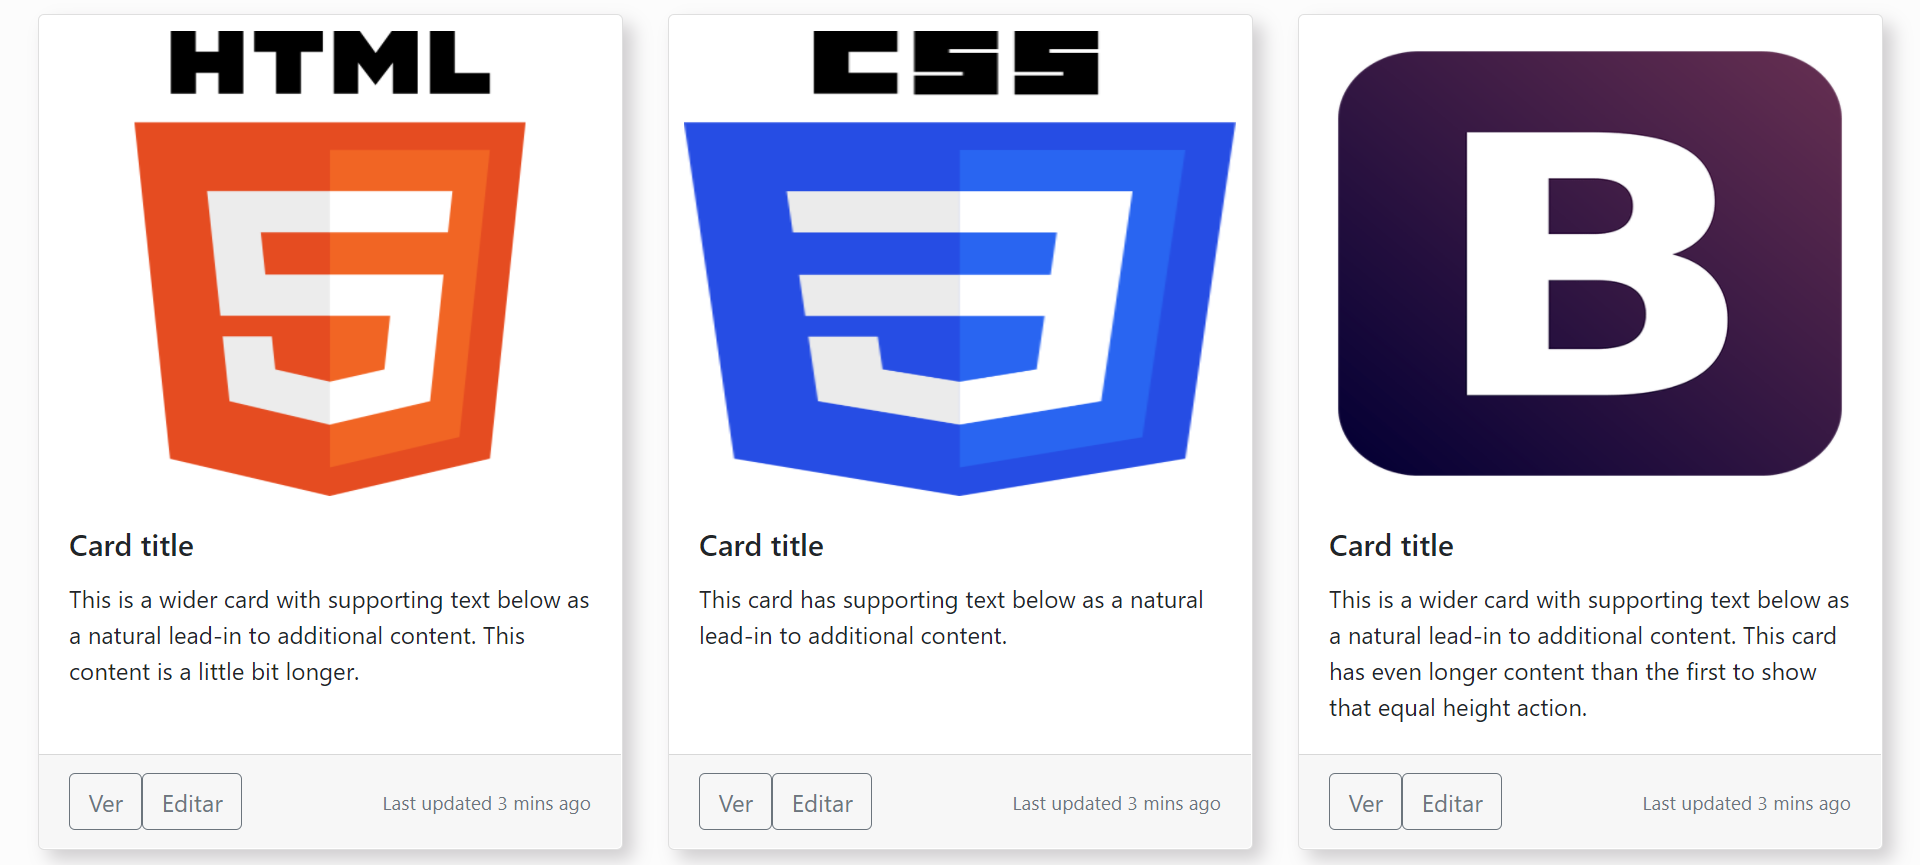 HTML
5
Card title
This is a wider card with supporting text below as
a natural lead-in to additional content. This
content is a little bit longer.
Ver
Editar
Last updated 3 mins ago
CSS
3
Card title
This card has supporting text below as a natural
lead-in to additional content.
Ver
Editar
Last updated 3 mins ago
B
Card title
This is a wider card with supporting text below as
a natural lead-in to additional content. This card
has even longer content than the first to show
that equal height action.
Ver
Editar
Last updated 3 mins ago